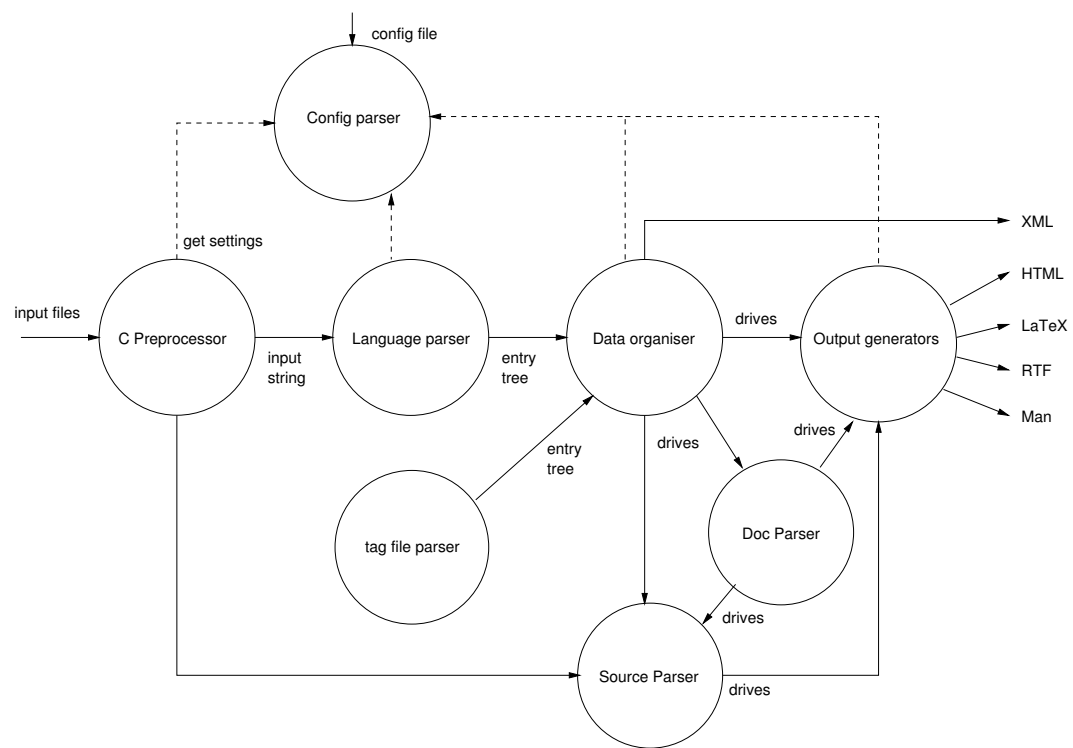 config file
Config parser
get settings
XML
HTML
input files
LaTeX
drives
C Preprocessor
Language parser
Data organiser
Output generators
input
string
entry
tree
RTF
Man
drives
drives
entry
tree
tag file parser
Doc Parser
drives
Source Parser
drives